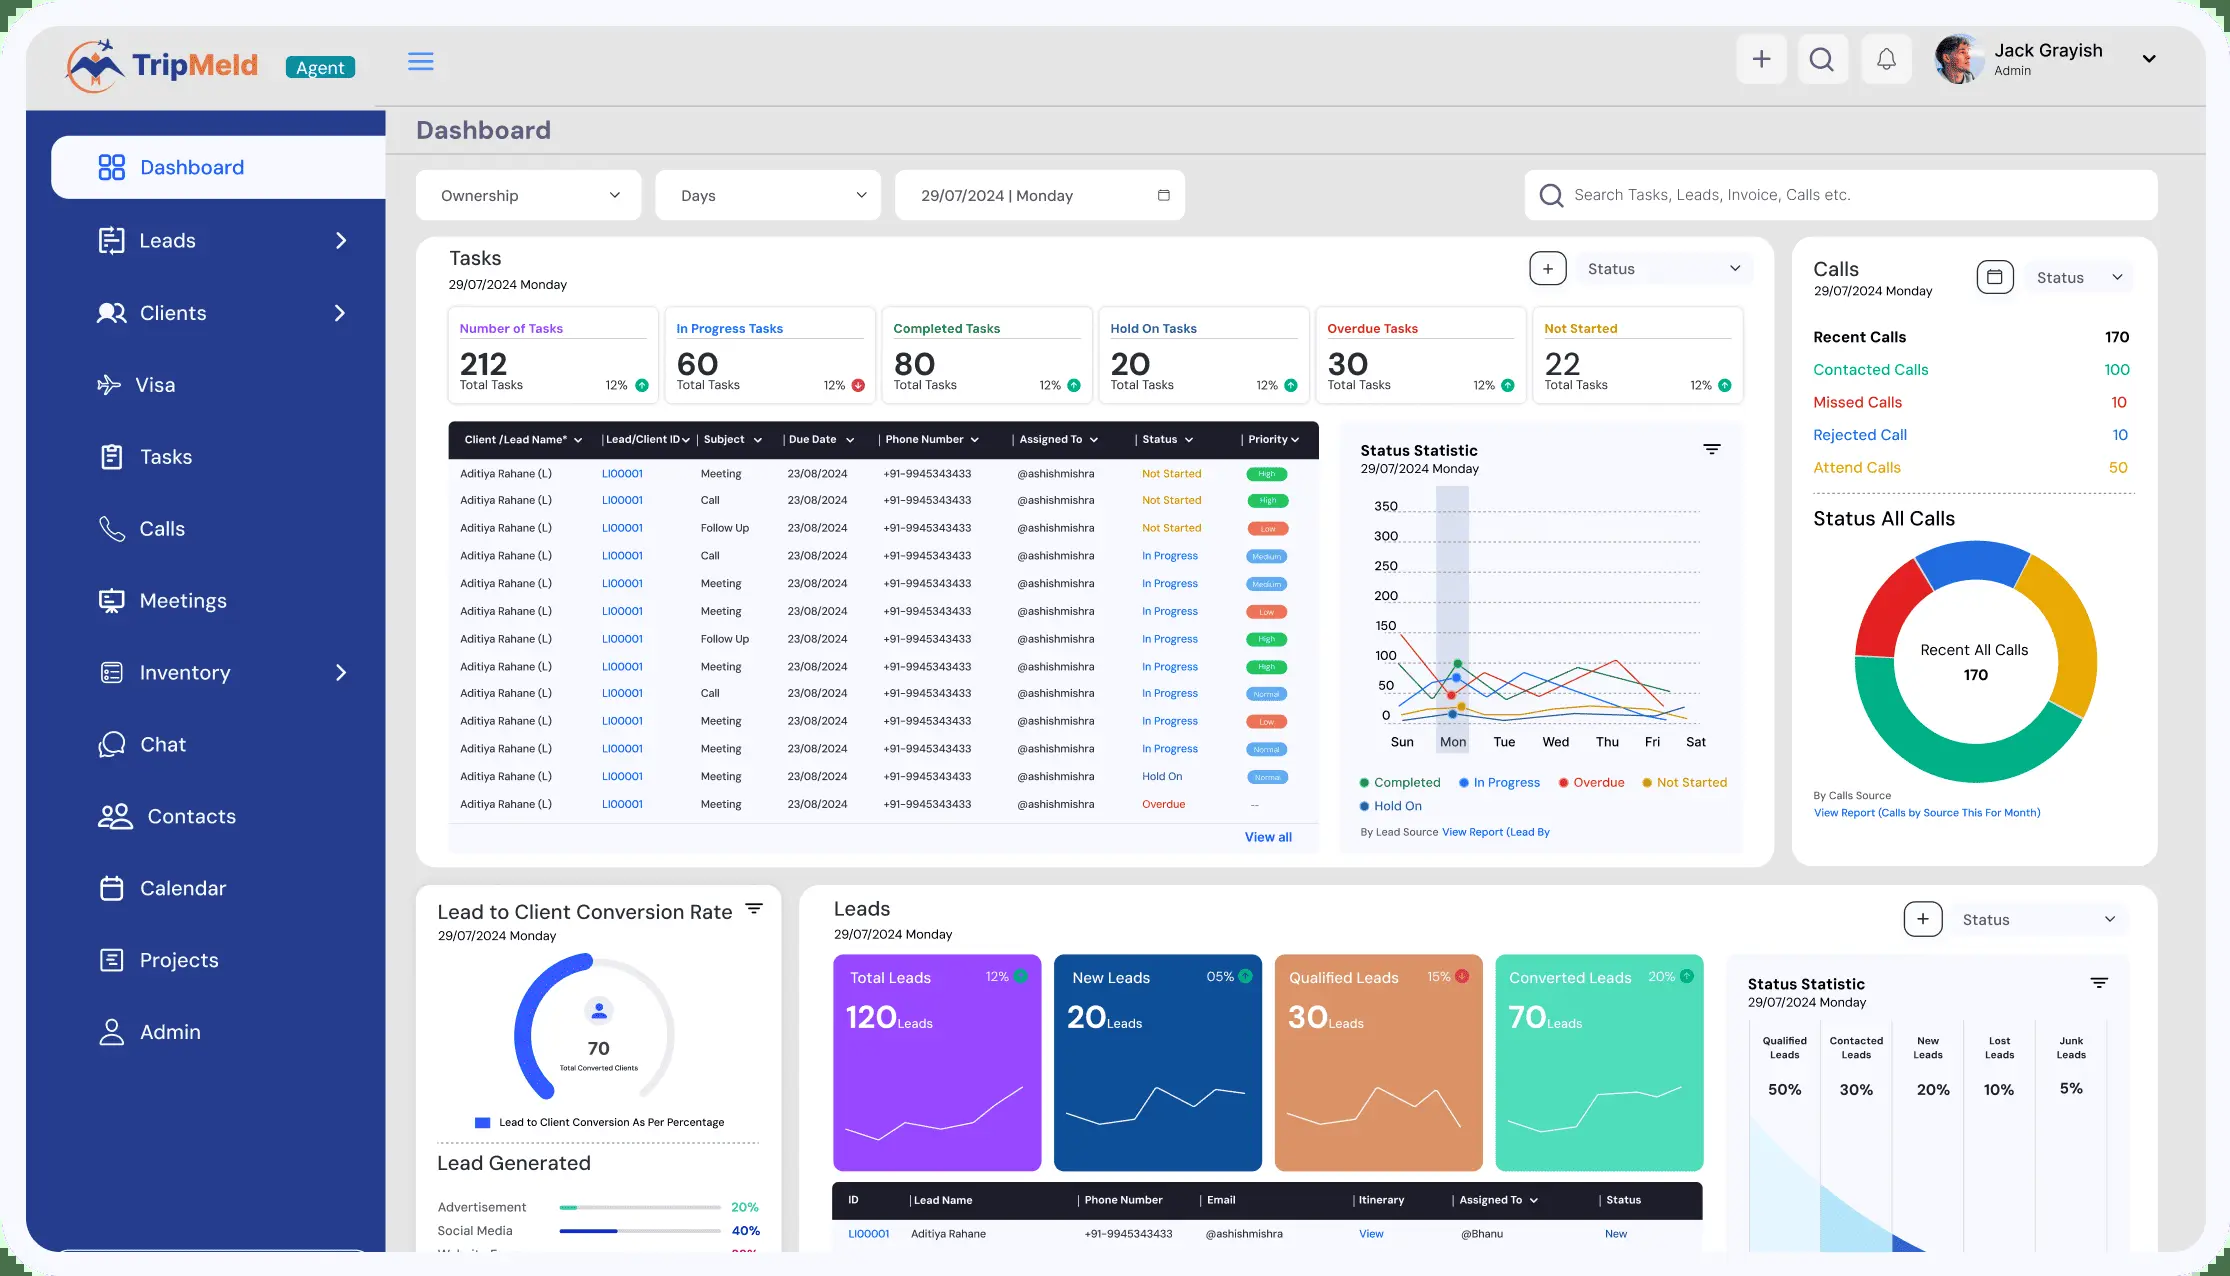 TripMeld Agent
Jack Grayish
Admin
Dashboard
Dashboard
Leads
Clients
Visa
Tasks
Calls
Meetings
Inventory
Chat
Contacts
Calendar
Projects
Admin
Ownership
Days
29/07/2024 | Monday
Search Tasks, Leads, Invoice, Calls etc.
Tasks
29/07/2024 Monday
Status
Number of Tasks
212
Total Tasks 12%
In Progress Tasks
60
Total Tasks 12%
Completed Tasks
80
Total Tasks 12%
Hold On Tasks
20
Total Tasks 12%
Overdue Tasks
30
Total Tasks 12%
Not Started
22
Total Tasks 12%
Client /Lead Name* |Lead/Client ID | Subject | Due Date | Phone Number | Assigned To | Status | Priority
Aditiya Rahane (L) LI00001 Meeting 23/08/2024 +91-9945343433 @ashishmishra Not Started High
Aditiya Rahane (L) LI00001 Call 23/08/2024 +91-9945343433 @ashishmishra Not Started High
Aditiya Rahane (L) LI00001 Follow Up 23/08/2024 +91-9945343433 @ashishmishra Not Started Low
Aditiya Rahane (L) LI00001 Call 23/08/2024 +91-9945343433 @ashishmishra In Progress Medium
Aditiya Rahane (L) LI00001 Meeting 23/08/2024 +91-9945343433 @ashishmishra In Progress Medium
Aditiya Rahane (L) LI00001 Meeting 23/08/2024 +91-9945343433 @ashishmishra In Progress Low
Aditiya Rahane (L) LI00001 Follow Up 23/08/2024 +91-9945343433 @ashishmishra In Progress High
Aditiya Rahane (L) LI00001 Meeting 23/08/2024 +91-9945343433 @ashishmishra In Progress High
Aditiya Rahane (L) LI00001 Call 23/08/2024 +91-9945343433 @ashishmishra In Progress Normal
Aditiya Rahane (L) LI00001 Meeting 23/08/2024 +91-9945343433 @ashishmishra In Progress Low
Aditiya Rahane (L) LI00001 Meeting 23/08/2024 +91-9945343433 @ashishmishra In Progress Normal
Aditiya Rahane (L) LI00001 Meeting 23/08/2024 +91-9945343433 @ashishmishra Hold On Normal
Aditiya Rahane (L) LI00001 Meeting 23/08/2024 +91-9945343433 @ashishmishra Overdue --
View all
Status Statistic
29/07/2024 Monday
350
300
250
200
150
100
50
0
Sun Mon Tue Wed Thu Fri Sat
Completed In Progress Overdue Not Started
Hold On
By Lead Source View Report (Lead By
Calls
29/07/2024 Monday
Status
Recent Calls 170
Contacted Calls 100
Missed Calls 10
Rejected Call 10
Attend Calls 50
Status All Calls
Recent All Calls
170
By Calls Source
View Report (Calls by Source This For Month)
Lead to Client Conversion Rate
29/07/2024 Monday
70
Total Converted Clients
Lead to Client Conversion As Per Percentage
Lead Generated
Advertisement 20%
Social Media 40%
Leads
29/07/2024 Monday
Status
Total Leads 12%
120 Leads
New Leads 05%
20 Leads
Qualified Leads 15%
30 Leads
Converted Leads 20%
70 Leads
ID | Lead Name | Phone Number | Email | Itinerary | Assigned To | Status
LI00001 Aditiya Rahane +91-9945343433 @ashishmishra View @Bhanu New
Status Statistic
29/07/2024 Monday
Qualified Leads
50%
Contacted Leads
30%
New Leads
20%
Lost Leads
10%
Junk Leads
5%